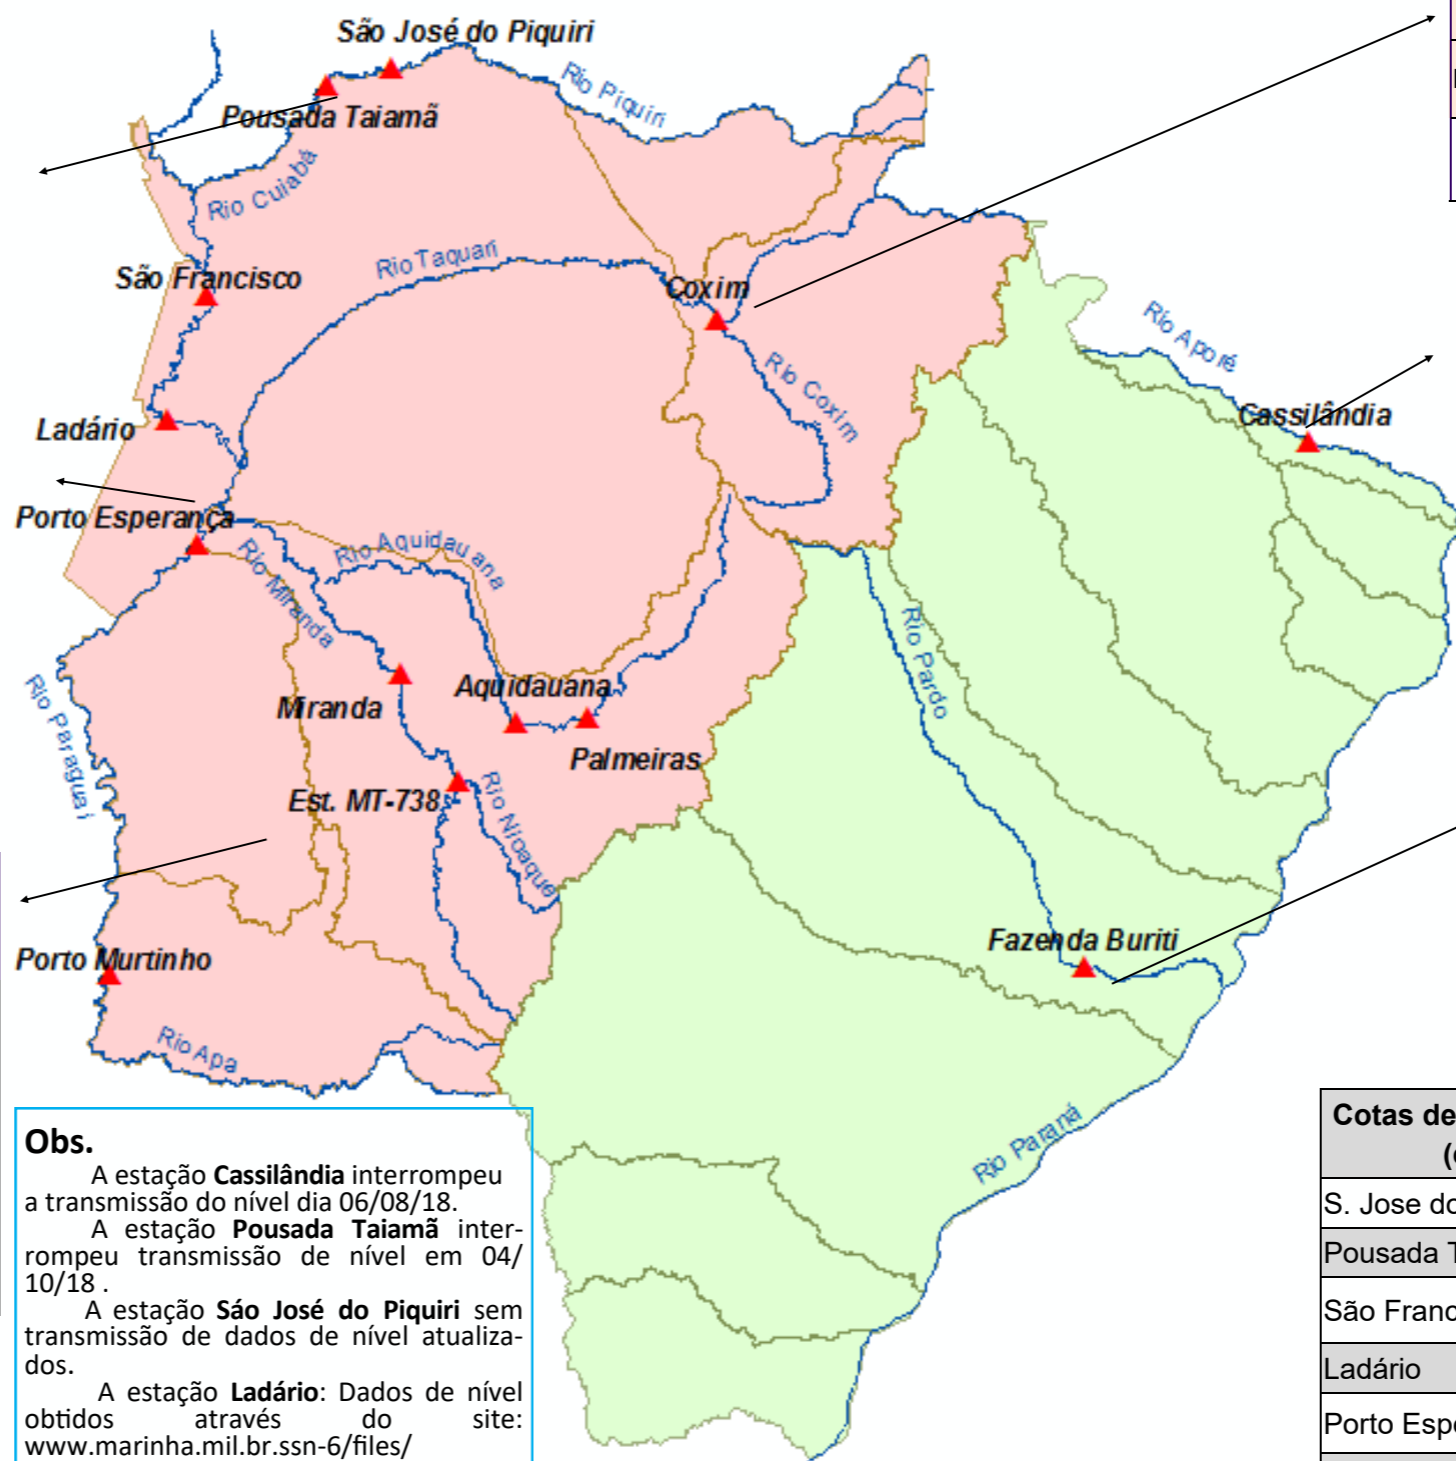 São José do Piquiri
Rio Piquiri
Pousada Taiamã
Rio Cuiabá
São Francisco
Rio Taquari
Coxim
Rio Coxim
Rio Aporé
Cassilândia
Ladário
Porto Esperança
Rio Miranda
Rio Aquidauana
Rio Pardo
Rio Paraguai
Miranda
Aquidauana
Palmeiras
Est. MT-738
Rio Nioaque
Fazenda Buriti
Porto Murtinho
Rio Apa
Rio Paraná
Obs.
A estação Cassilândia interrompeu
a transmissão do nível dia 06/08/18.
A estação Pousada Taiamã inter-
rompeu transmissão de nível em 04/
10/18 .
A estação Sáo José do Piquiri sem
transmissão de dados de nível atualiza-
dos.
A estação Ladário: Dados de nível
obtidos através do site:
www.marinha.mil.br.ssn-6/files/
Cotas de
S. Jose do
Pousada T
São Franc
Ladário
Porto Esp